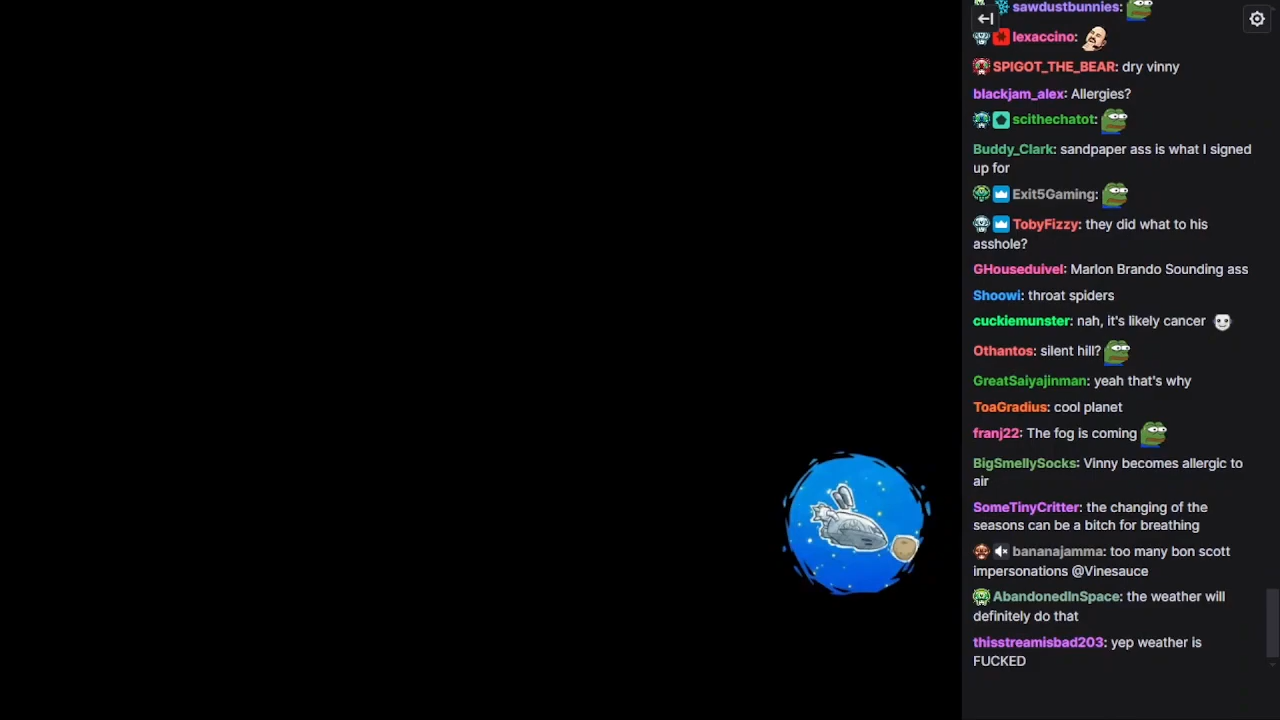 sawdustbunnies:
lexaccino:
SPIGOT_THE_BEAR: dry vinny
blackjam_alex: Allergies?
scithechatot:
Buddy_Clark: sandpaper ass is what I signed
up for
Exit5Gaming:
TobyFizzy: they did what to his
asshole?
GHouseduivel: Marlon Brando Sounding ass
Shoowi: throat spiders
cuckiemunster: nah, it's likely cancer
Othantos: silent hill?
GreatSaiyajinman: yeah that's why
ToaGradius: cool planet
franj22: The fog is coming
BigSmellySocks: Vinny becomes allergic to
air
SomeTinyCritter: the changing of the
seasons can be a bitch for breathing
bananajamma: too many bon scott
impersonations @Vinesauce
AbandonedInSpace: the weather will
definitely do that
thisstreamisbad203: yep weather is
FUCKED